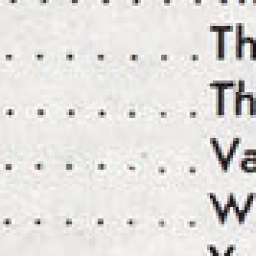 . . . . . . . Th
. . . . . . . Th
. . . . . . . Va
. . . . . . . W